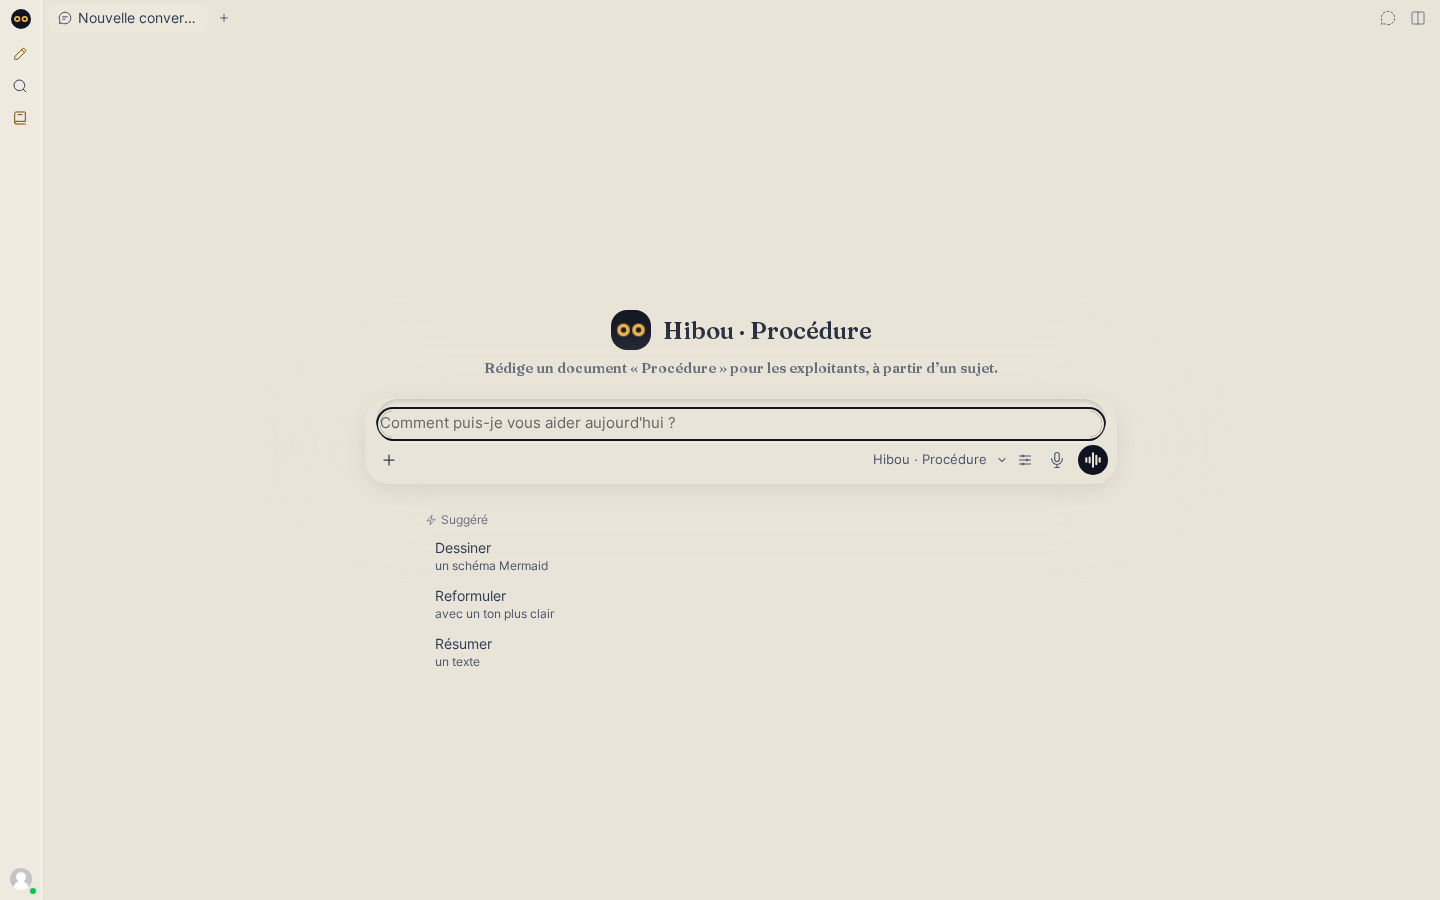 Nouvelle conver...
Hibou · Procédure
Rédige un document « Procédure » pour les exploitants, à partir d’un sujet.
Comment puis-je vous aider aujourd'hui ?
Hibou · Procédure
Suggéré
Dessiner
un schéma Mermaid
Reformuler
avec un ton plus clair
Résumer
un texte